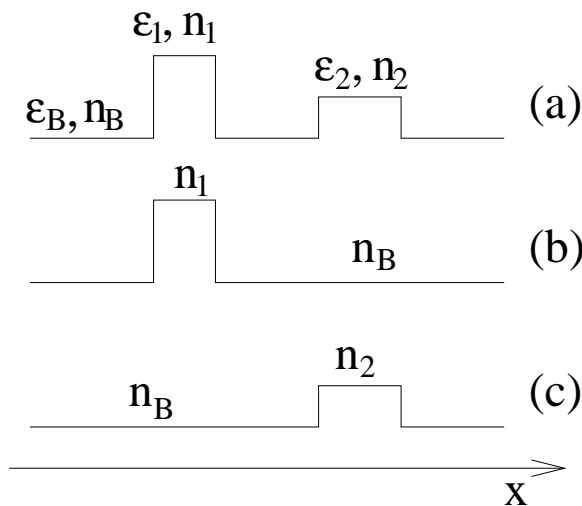 ε₁, n₁
ε₂, n₂
(a)
ε_B, n_B
n₁
n_B
(b)
n₂
n_B
(c)
x